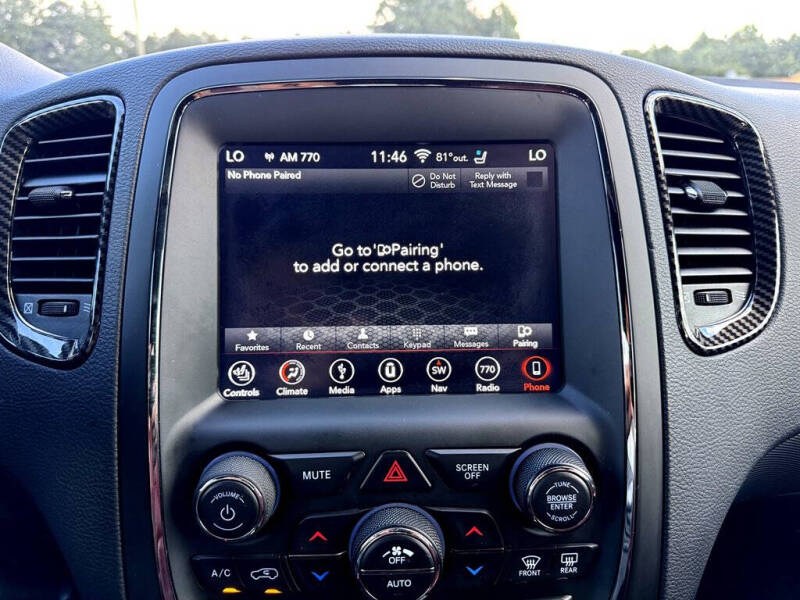 LO AM 770 11:46 81°out. LO
No Phone Paired Do Not Disturb Reply with Text Message
Go to 'Pairing'
to add or connect a phone.
Favorites Recent Contacts Keypad Messages Pairing
SW 770
Controls Climate Media Apps Nav Radio Phone
MUTE SCREEN OFF
VOLUME
TUNE
BROWSE
ENTER
SCROLL
OFF
AUTO
A/C
FRONT REAR